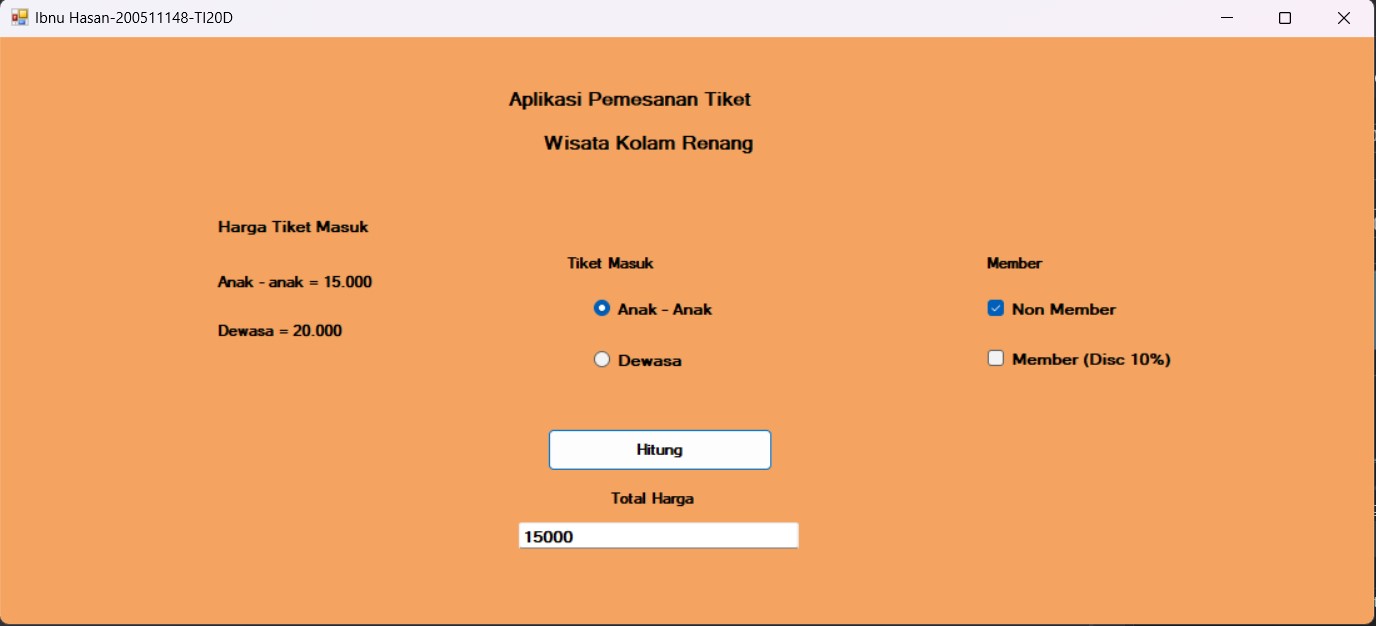 Ibnu Hasan-200511148-TI20D
Aplikasi Pemesanan Tiket
Wisata Kolam Renang
Harga Tiket Masuk
Anak - anak = 15.000
Dewasa = 20.000
Tiket Masuk
Anak - Anak
Dewasa
Member
Non Member
Member (Disc 10%)
Hitung
Total Harga
15000